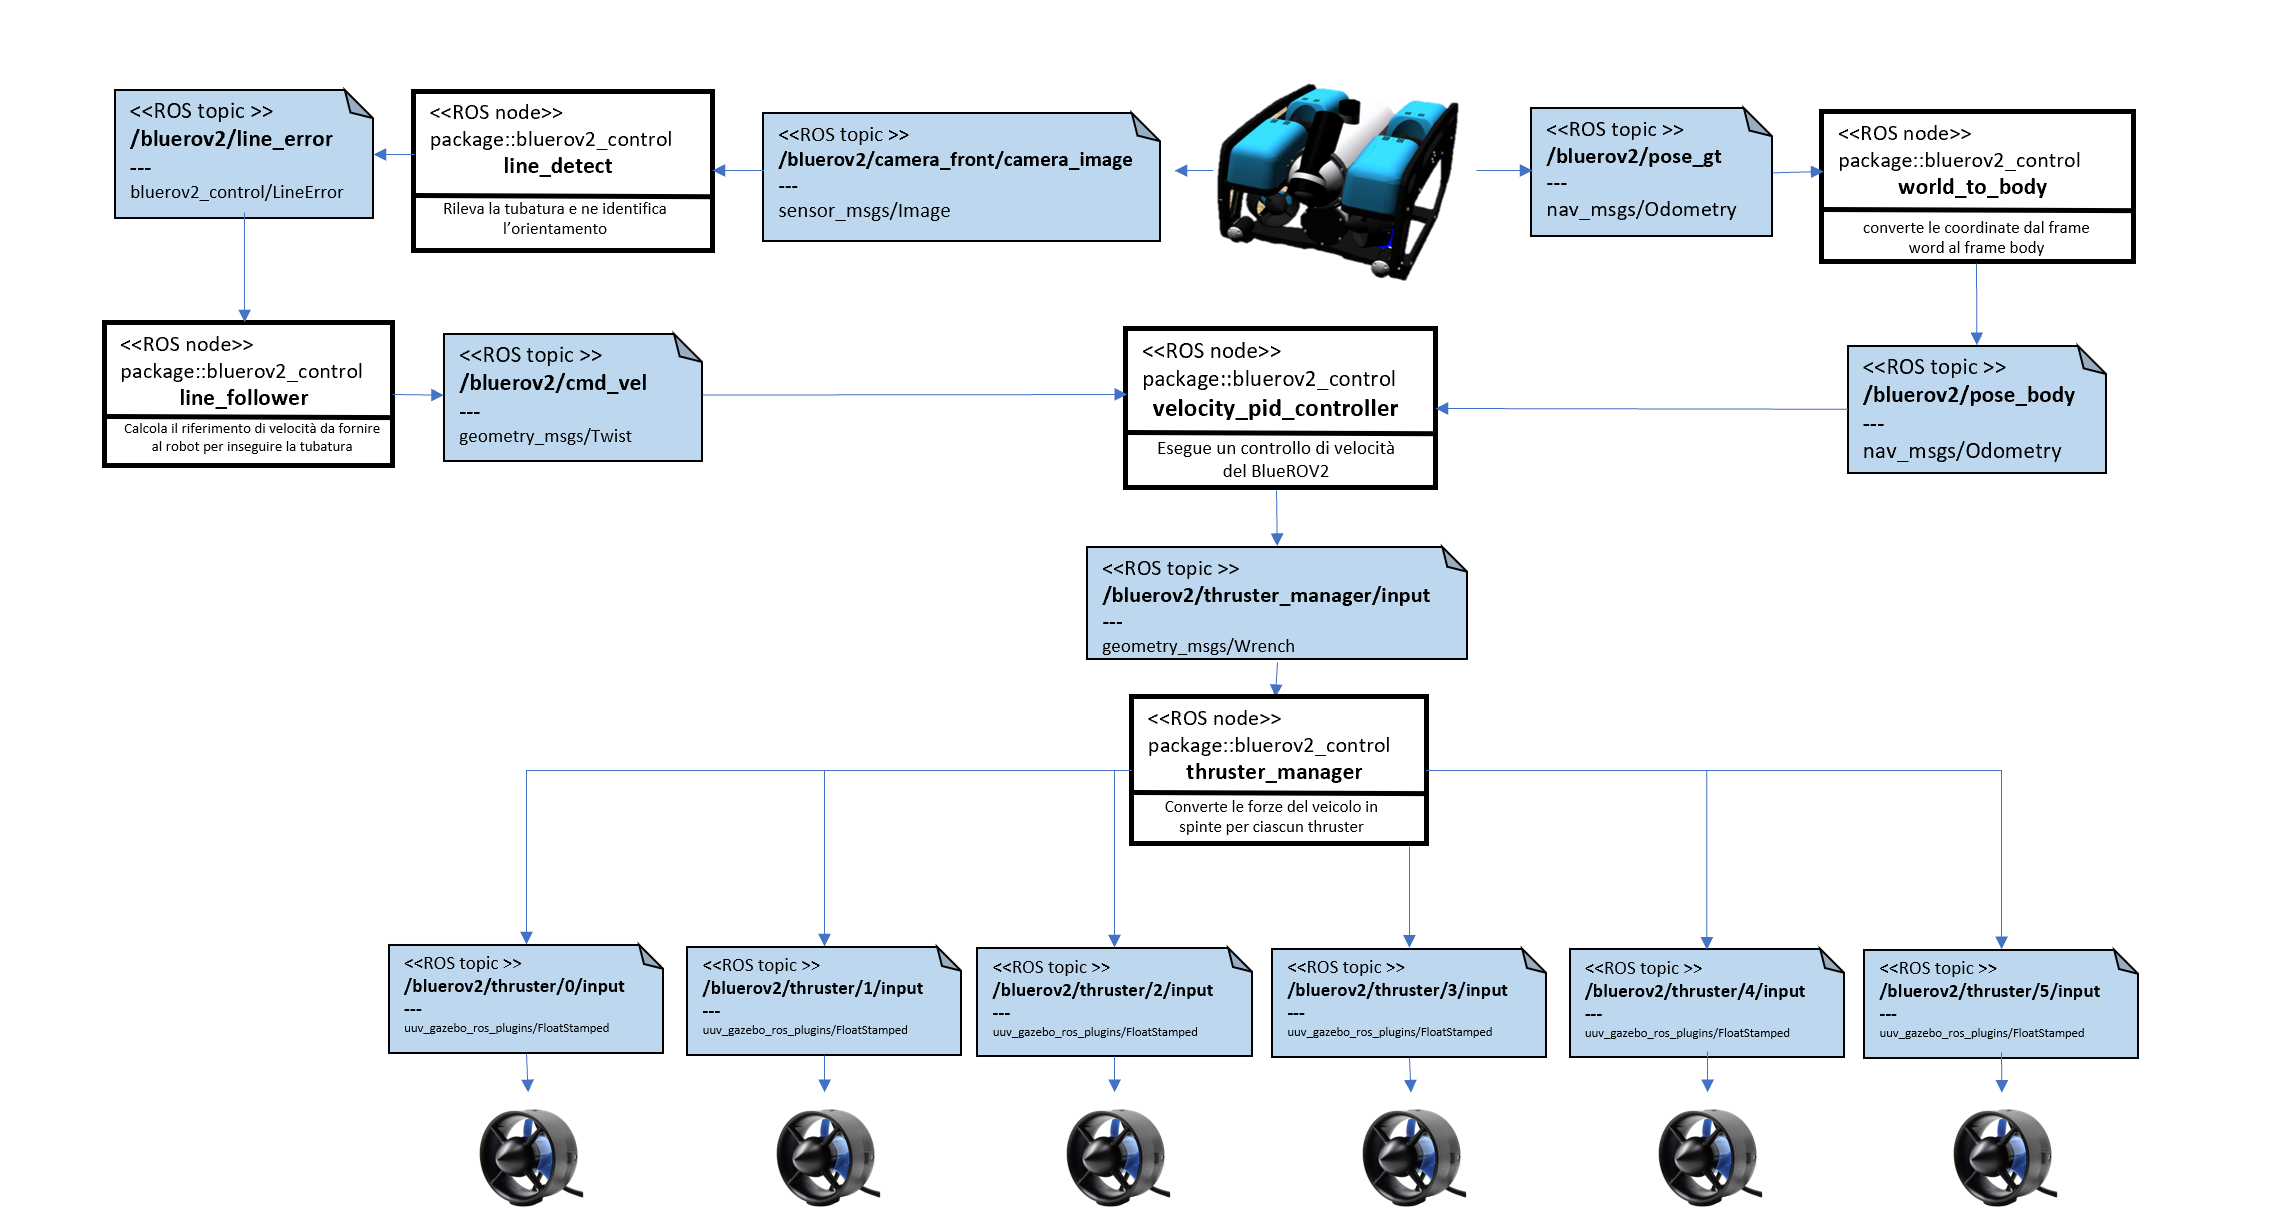 <<ROS topic >>
/bluerov2/line_error
---
bluerov2_control/LineError
<<ROS node>>
package::bluerov2_control
line_detect
Rileva la tubatura e ne identifica
l’orientamento
<<ROS topic >>
/bluerov2/camera_front/camera_image
---
sensor_msgs/Image
<<ROS topic >>
/bluerov2/pose_gt
---
nav_msgs/Odometry
<<ROS node>>
package::bluerov2_control
world_to_body
converte le coordinate dal frame
word al frame body
<<ROS node>>
package::bluerov2_control
line_follower
Calcola il riferimento di velocità da fornire
al robot per inseguire la tubatura
<<ROS topic >>
/bluerov2/cmd_vel
---
geometry_msgs/Twist
<<ROS node>>
package::bluerov2_control
velocity_pid_controller
Esegue un controllo di velocità
del BlueROV2
<<ROS topic >>
/bluerov2/pose_body
---
nav_msgs/Odometry
<<ROS topic >>
/bluerov2/thruster_manager/input
---
geometry_msgs/Wrench
<<ROS node>>
package::bluerov2_control
thruster_manager
Converte le forze del veicolo in
spinte per ciascun thruster
<<ROS topic >>
/bluerov2/thruster/0/input
---
uuv_gazebo_ros_plugins/FloatStamped
<<ROS topic >>
/bluerov2/thruster/1/input
---
uuv_gazebo_ros_plugins/FloatStamped
<<ROS topic >>
/bluerov2/thruster/2/input
---
uuv_gazebo_ros_plugins/FloatStamped
<<ROS topic >>
/bluerov2/thruster/3/input
---
uuv_gazebo_ros_plugins/FloatStamped
<<ROS topic >>
/bluerov2/thruster/4/input
---
uuv_gazebo_ros_plugins/FloatStamped
<<ROS topic >>
/bluerov2/thruster/5/input
---
uuv_gazebo_ros_plugins/FloatStamped